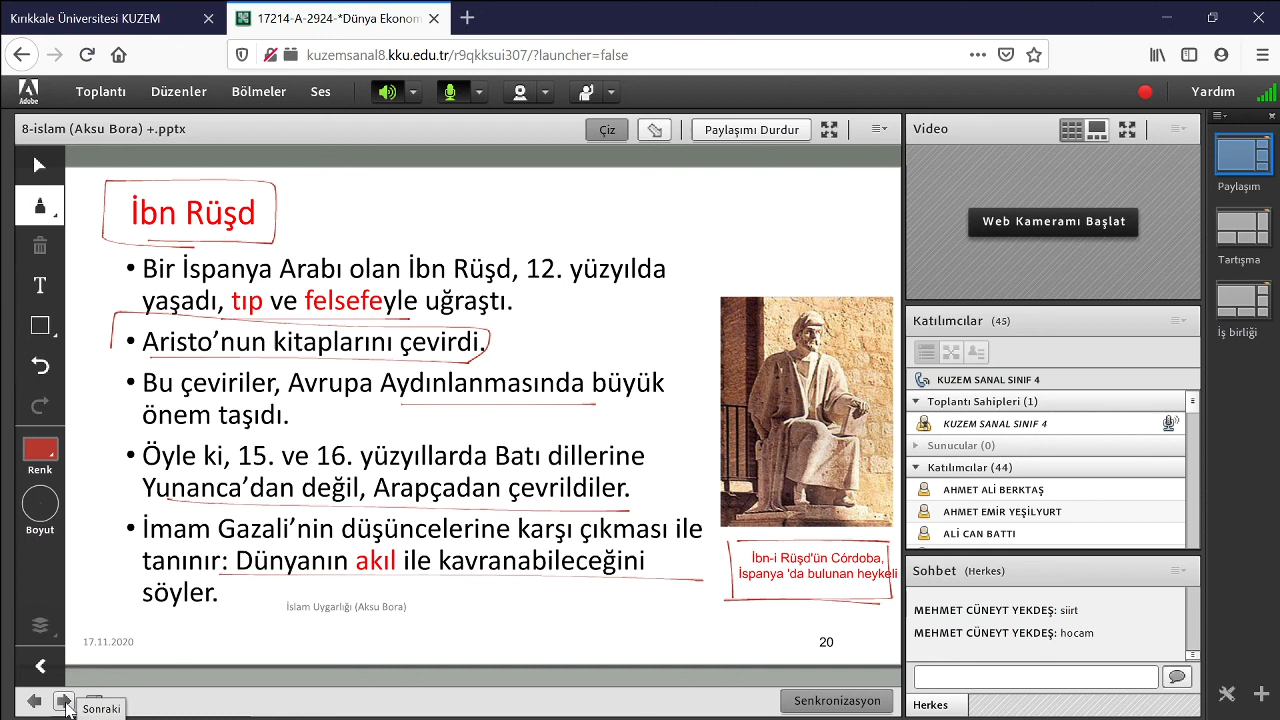 Kırıkkale Üniversitesi KUZEM
17214-A-2924-*Dünya Ekonom
kuzemsanal8.kku.edu.tr/r9qkksui307/?launcher=false
Adobe
Toplantı
Düzenler
Bölmeler
Ses
Yardım
8-islam (Aksu Bora) +.pptx
Çiz
Paylaşımı Durdur
İbn Rüşd
• Bir İspanya Arabı olan İbn Rüşd, 12. yüzyılda
yaşadı, tıp ve felsefeyle uğraştı.
• Aristo’nun kitaplarını çevirdi.
• Bu çeviriler, Avrupa Aydınlanmasında büyük
önem taşıdı.
• Öyle ki, 15. ve 16. yüzyıllarda Batı dillerine
Yunanca’dan değil, Arapçadan çevrildiler.
• İmam Gazali’nin düşüncelerine karşı çıkması ile
tanınır: Dünyanın akıl ile kavranabileceğini
söyler.
İbn-i Rüşd'ün Córdoba,
İspanya 'da bulunan heykeli
İslam Uygarlığı (Aksu Bora)
17.11.2020
20
Renk
Boyut
Sonraki
Senkronizasyon
Video
Web Kameramı Başlat
Katılımcılar (45)
KUZEM SANAL SINIF 4
Toplantı Sahipleri (1)
KUZEM SANAL SINIF 4
Sunucular (0)
Katılımcılar (44)
AHMET ALİ BERKTAŞ
AHMET EMİR YEŞİLYURT
ALİ CAN BATTI
Sohbet (Herkes)
MEHMET CÜNEYT YEKDEŞ: siirt
MEHMET CÜNEYT YEKDEŞ: hocam
Herkes
Paylaşım
Tartışma
İş birliği